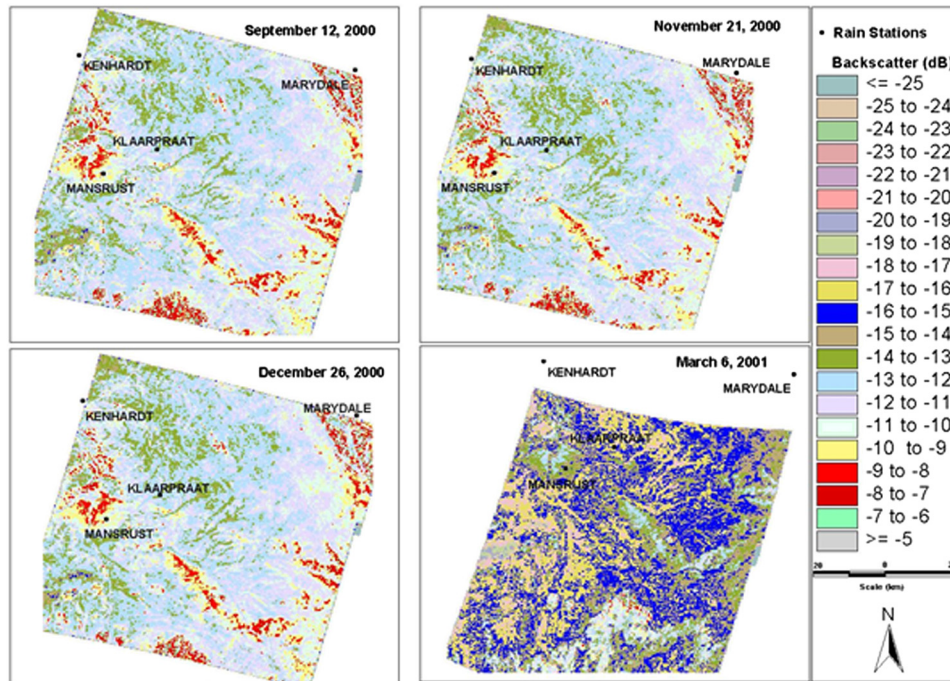 September 12, 2000
KENHARDT
MARYDALE
KLAARPRAAT
MANSRUST
November 21, 2000
KENHARDT
MARYDALE
KLAARPRAAT
MANSRUST
December 26, 2000
KENHARDT
MARYDALE
KLAARPRAAT
MANSRUST
March 6, 2001
KENHARDT
MARYDALE
KLAARPRAAT
MANSRUST
Rain Stations
Backscatter (dB)
<= -25
-25 to -24
-24 to -23
-23 to -22
-22 to -21
-21 to -20
-20 to -19
-19 to -18
-18 to -17
-17 to -16
-16 to -15
-15 to -14
-14 to -13
-13 to -12
-12 to -11
-11 to -10
-10 to -9
-9 to -8
-8 to -7
-7 to -6
>= -5
20 0 2
Scale (km)
N